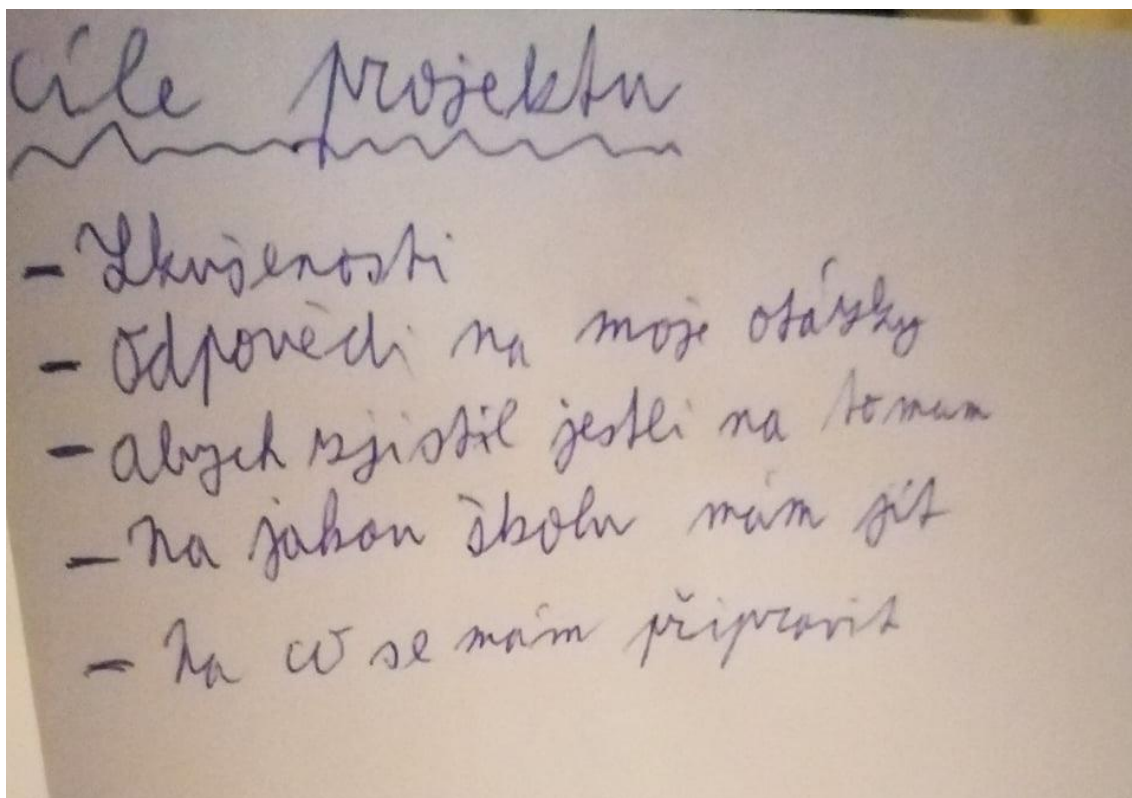 cíle projektu
- Zkušenosti
- Odpovědi na moje otázky
- abych zjistil jestli na to mam
- Na jakou školu mám jít
- Na co se mám připravit